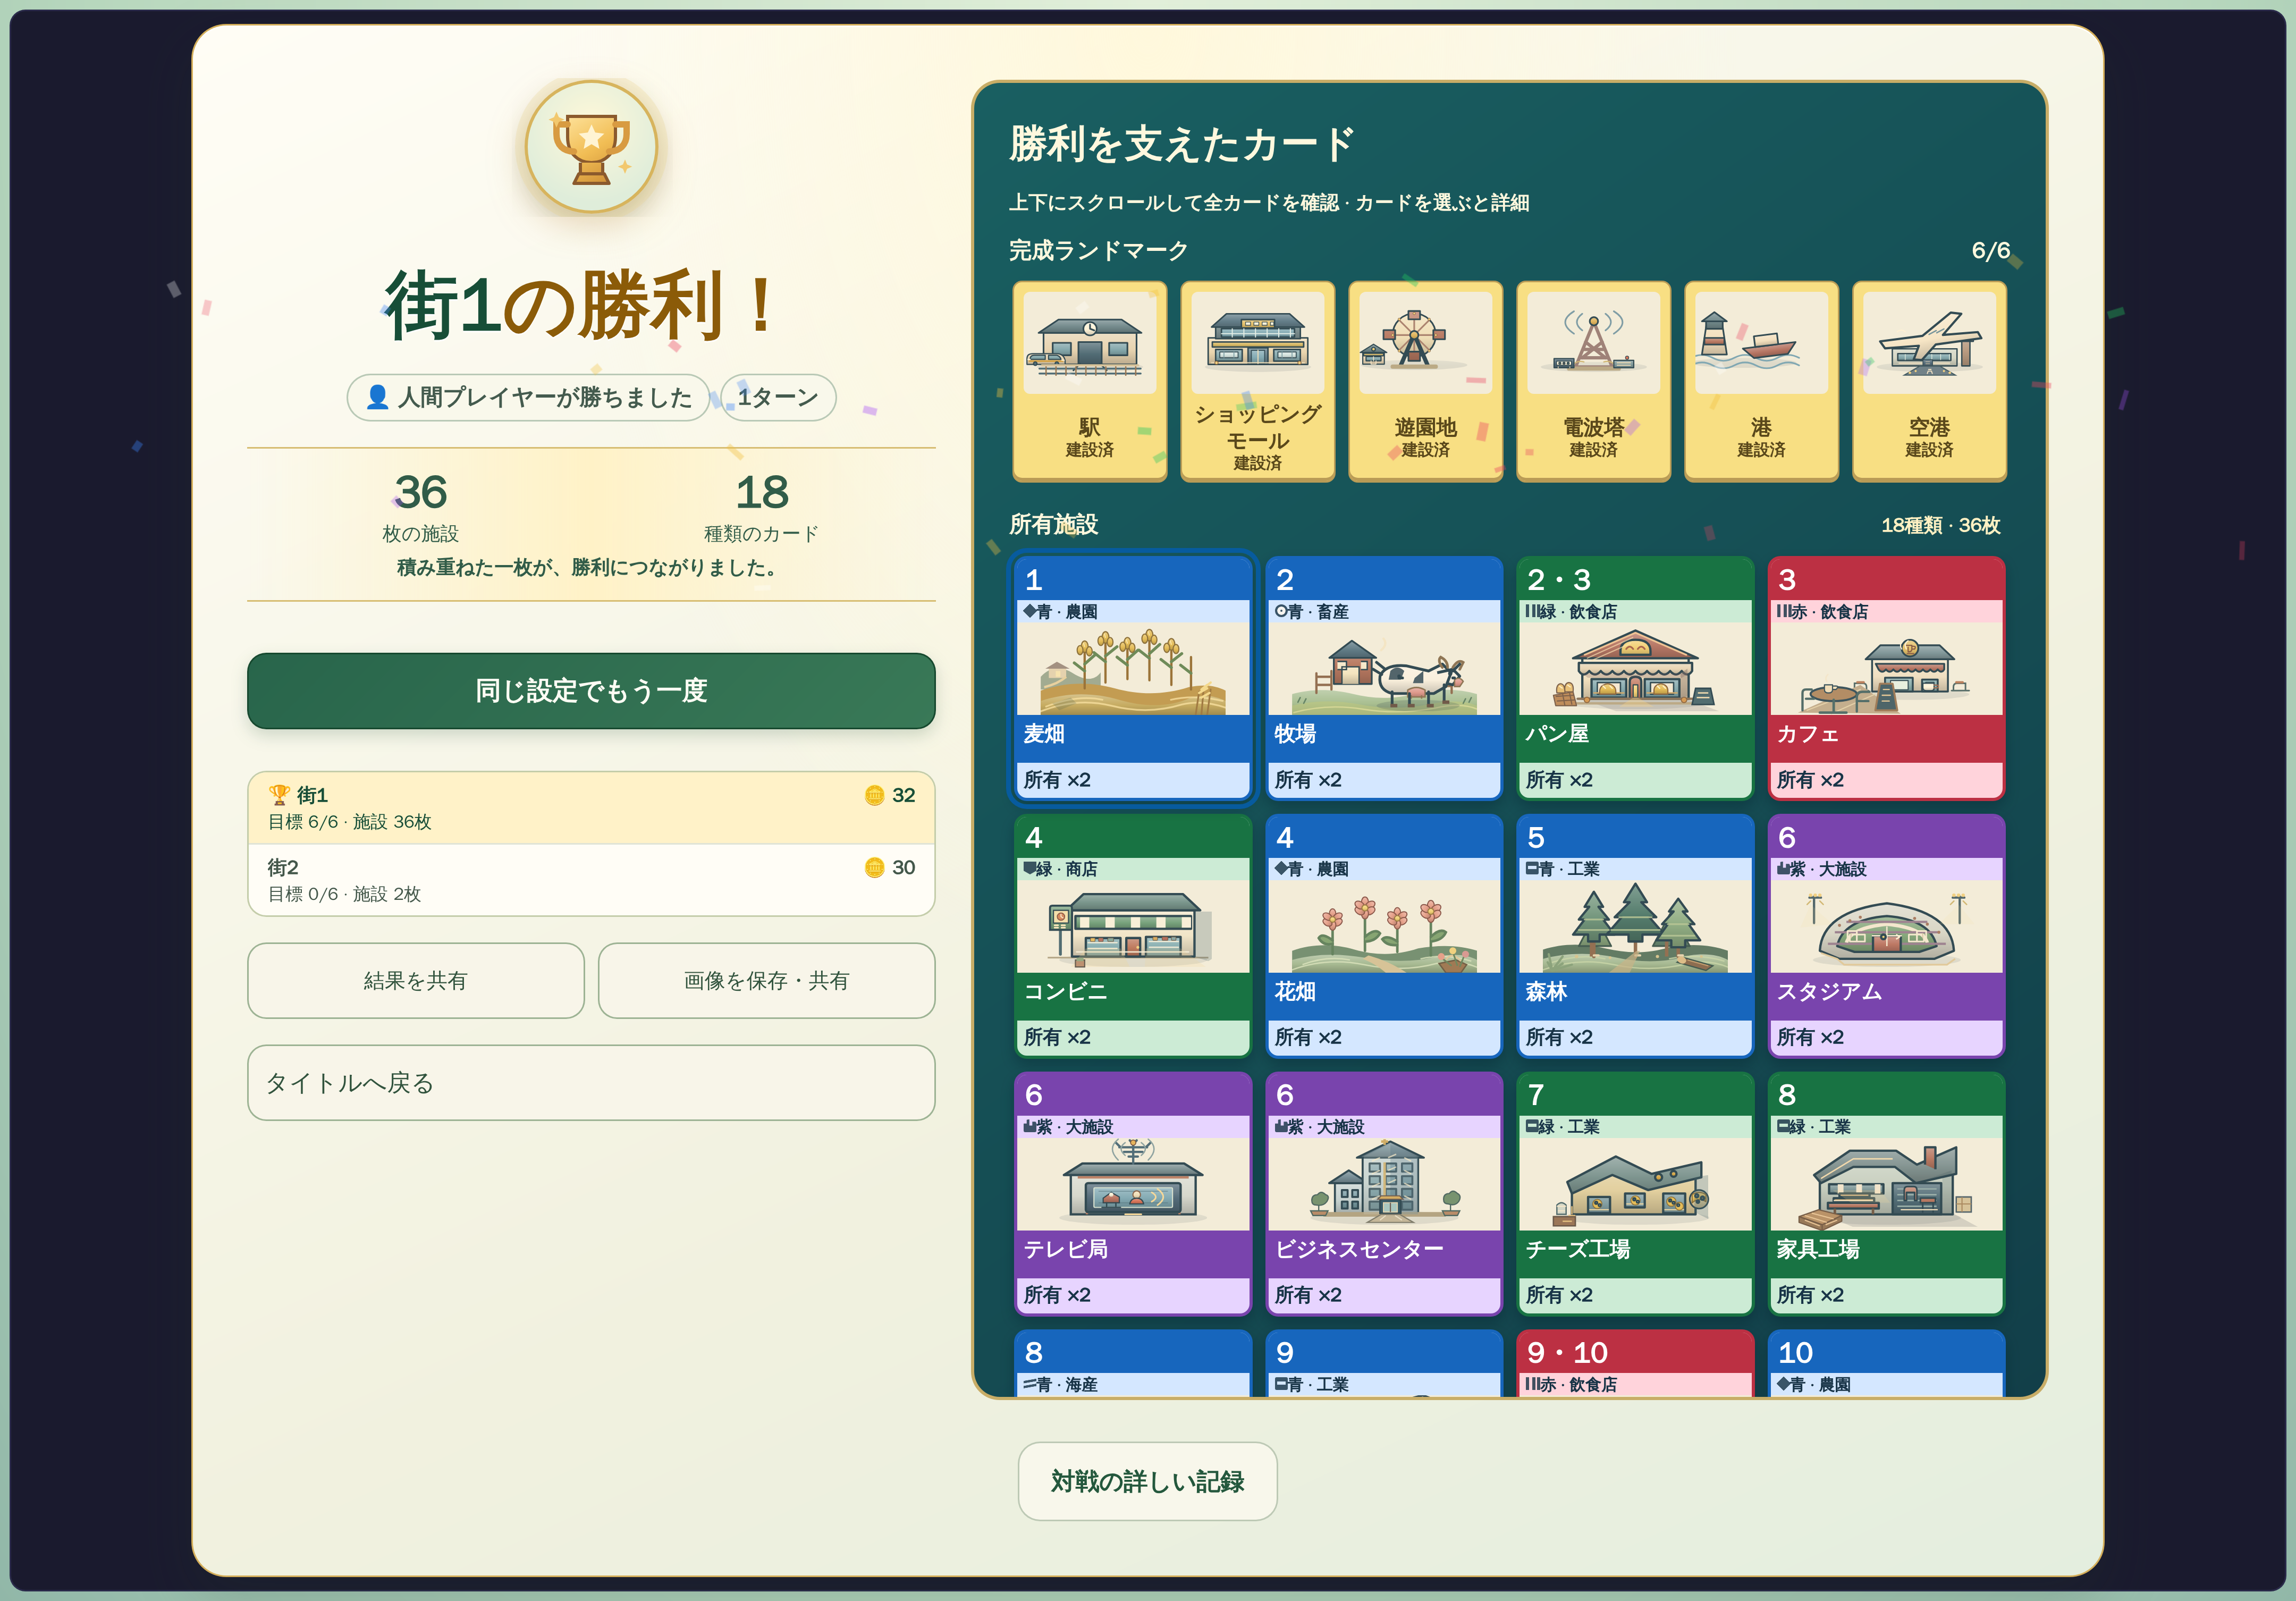 街1の勝利！
👤 人間プレイヤーが勝ちました
1ターン
36
枚の施設
18
種類のカード
積み重ねた一枚が、勝利につながりました。
同じ設定でもう一度
🏆 街1
🪙 32
目標 6/6 · 施設 36枚
街2
🪙 30
目標 0/6 · 施設 2枚
結果を共有
画像を保存・共有
タイトルへ戻る
勝利を支えたカード
上下にスクロールして全カードを確認 · カードを選ぶと詳細
完成ランドマーク
6/6
駅
建設済
ショッピング
モール
建設済
遊園地
建設済
電波塔
建設済
港
建設済
空港
建設済
所有施設
18種類 · 36枚
1
青 · 農園
麦畑
所有 ×2
2
青 · 畜産
牧場
所有 ×2
2・3
緑 · 飲食店
パン屋
所有 ×2
3
赤 · 飲食店
カフェ
所有 ×2
4
緑 · 商店
コンビニ
所有 ×2
4
青 · 農園
花畑
所有 ×2
5
青 · 工業
森林
所有 ×2
6
紫 · 大施設
スタジアム
所有 ×2
6
紫 · 大施設
テレビ局
所有 ×2
6
紫 · 大施設
ビジネスセンター
所有 ×2
7
緑 · 工業
チーズ工場
所有 ×2
8
緑 · 工業
家具工場
所有 ×2
8
青 · 海産
9
青 · 工業
9・10
赤 · 飲食店
10
青 · 農園
対戦の詳しい記録